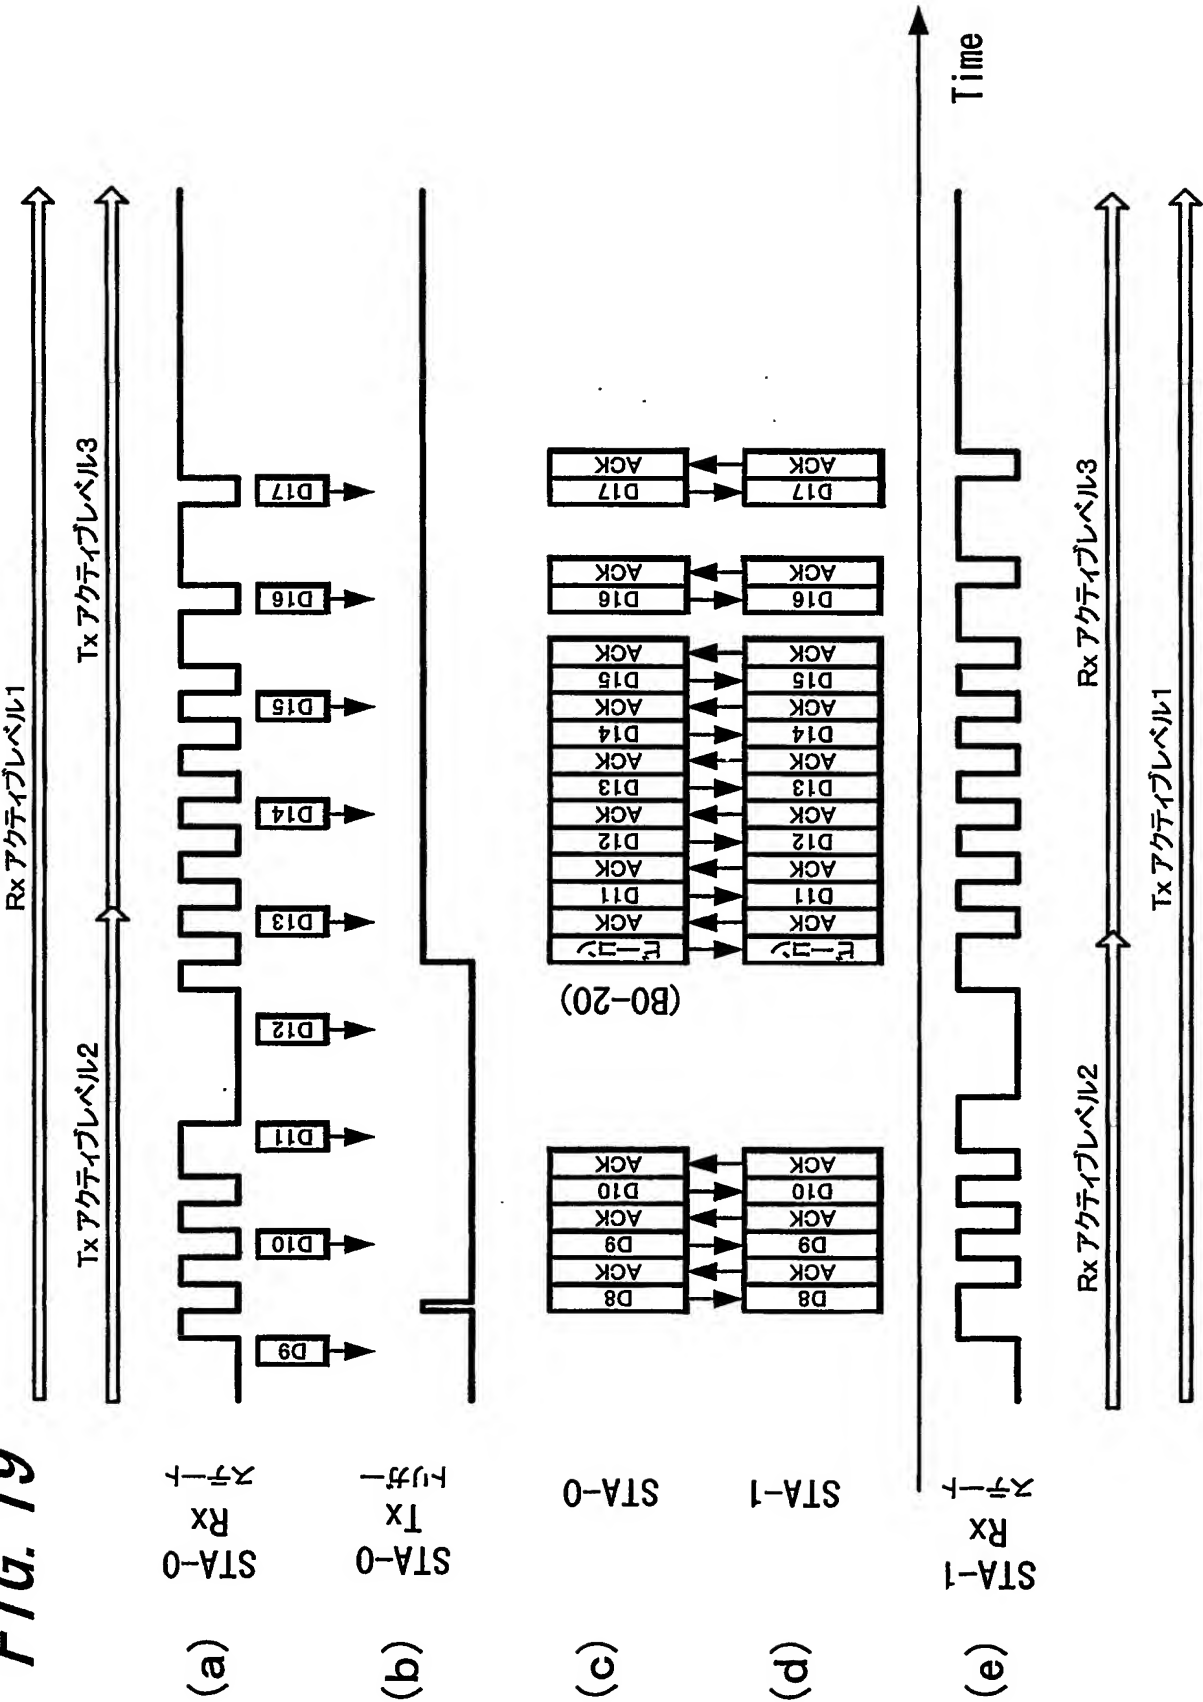 FIG. 19
Rx アクティブレベル1
Tx アクティブレベル2
Tx アクティブレベル3
(a)
STA-0
Rx
ステート
D9
D10
D11
D12
D13
D14
D15
D16
D17
(b)
STA-0
Tx
トリガー
(c)
STA-0
D8
ACK
D9
ACK
D10
ACK
(B0-20)
ビーコン
ACK
D11
ACK
D12
ACK
D13
ACK
D14
ACK
D15
ACK
D16
ACK
D17
ACK
(d)
STA-1
D8
ACK
D9
ACK
D10
ACK
ビーコン
ACK
D11
ACK
D12
ACK
D13
ACK
D14
ACK
D15
ACK
D16
ACK
D17
ACK
Time
(e)
STA-1
Rx
ステート
Rx アクティブレベル2
Rx アクティブレベル3
Tx アクティブレベル1